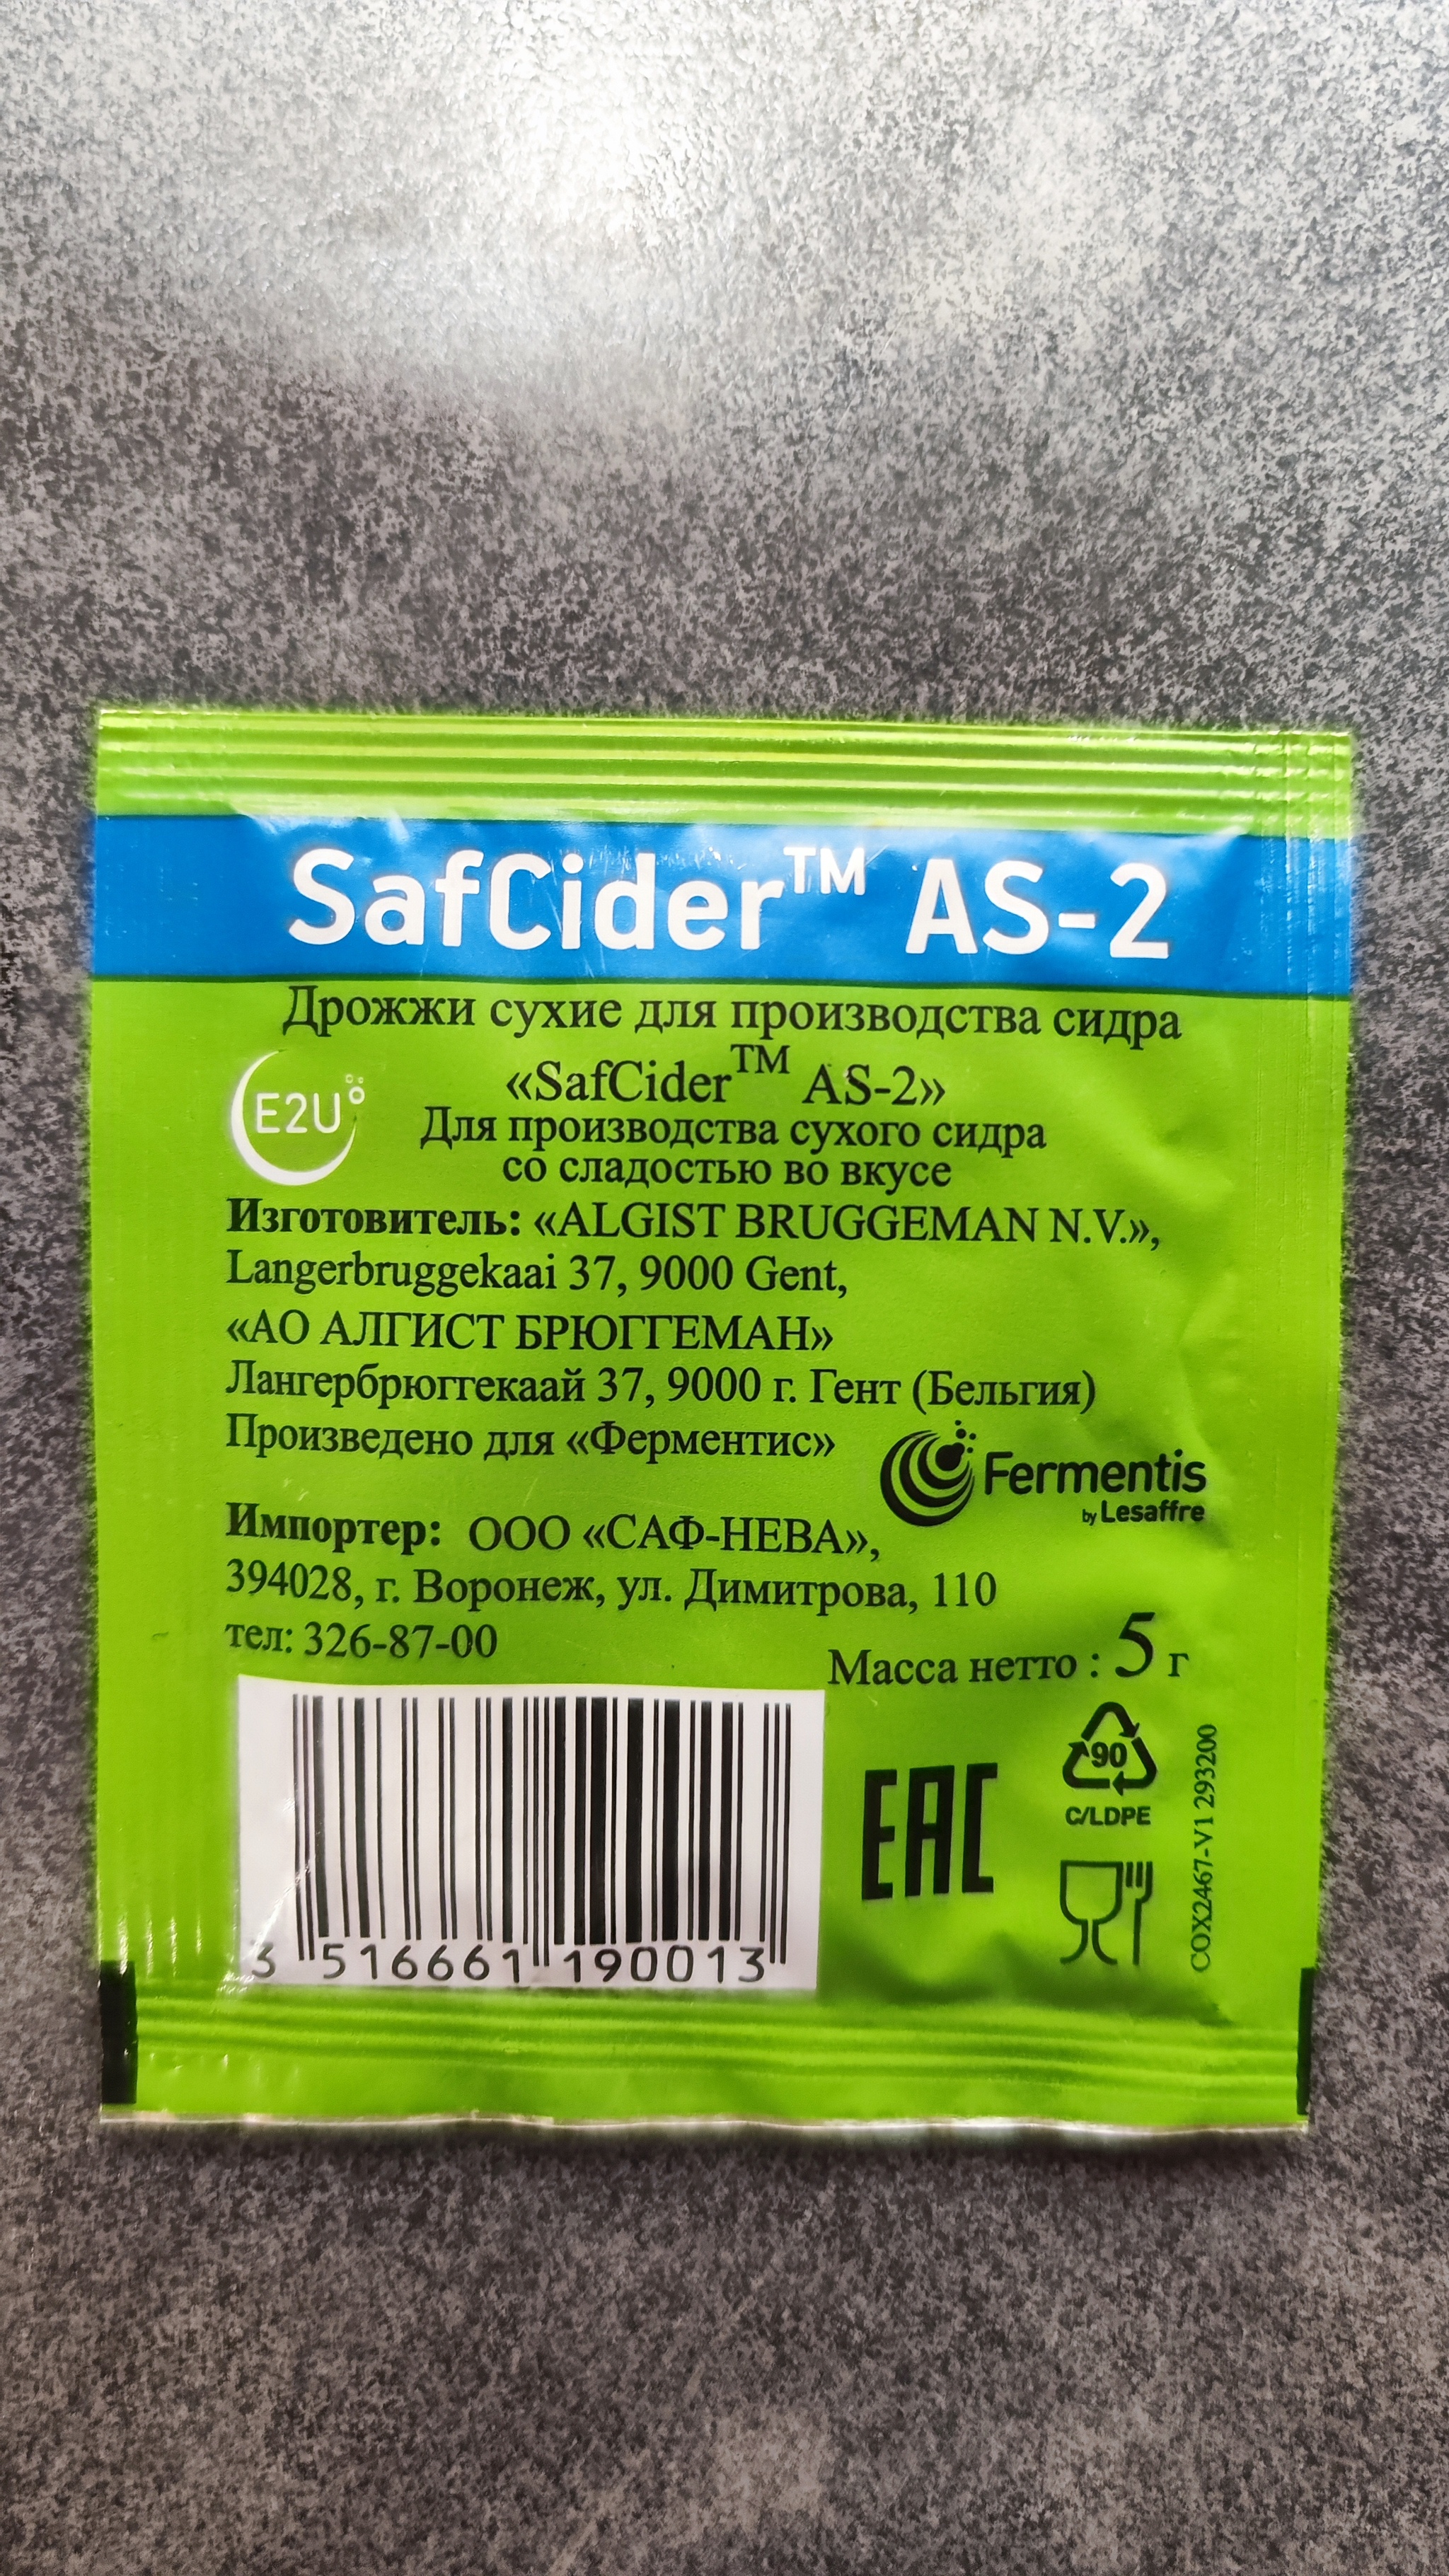 SafCider™ AS-2
Дрожжи сухие для производства сидра
«SafCider™ AS-2»
E2U
Для производства сухого сидра
со сладостью во вкусе
Изготовитель: «ALGIST BRUGGEMAN N.V.»,
Langerbruggekaai 37, 9000 Gent,
«АО АЛГИСТ БРЮГГЕМАН»
Лангербрюггекаай 37, 9000 г. Гент (Бельгия)
Произведено для «Ферментис»
Fermentis
by Lesaffre
Импортер: ООО «САФ-НЕВА»,
394028, г. Воронеж, ул. Димитрова, 110
тел: 326-87-00
Масса нетто : 5 г
3 516661 190013
EAC
90
C/LDPE
COX2467-V1 293200